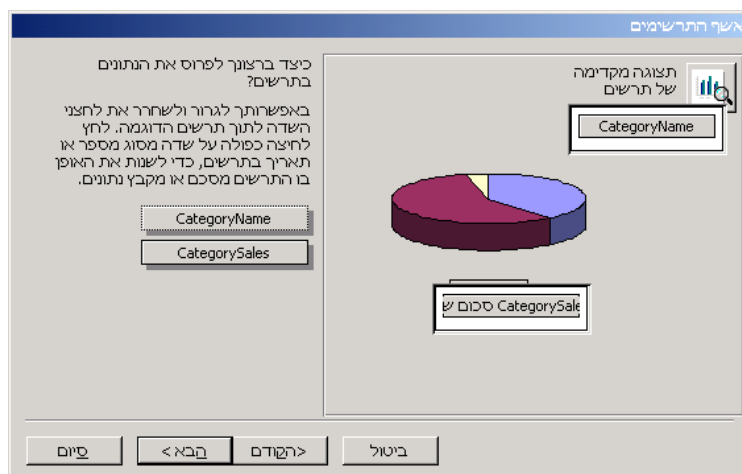 אשף התרשימים
תצוגה מקדימה
של תרשים
CategoryName
סכום ש CategorySale
כיצד ברצונך לפרוס את הנתונים
בתרשים?
באפשרותך לגרור ולשחרר את לחצני
השדה לתוך תרשים הדוגמה. לחץ
לחיצה כפולה על שדה מסוג מספר או
תאריך בתרשים, כדי לשנות את האופן
בו התרשים מסכם או מקבץ נתונים.
CategoryName
CategorySales
ביטול
<הקודם
הבא >
סיום